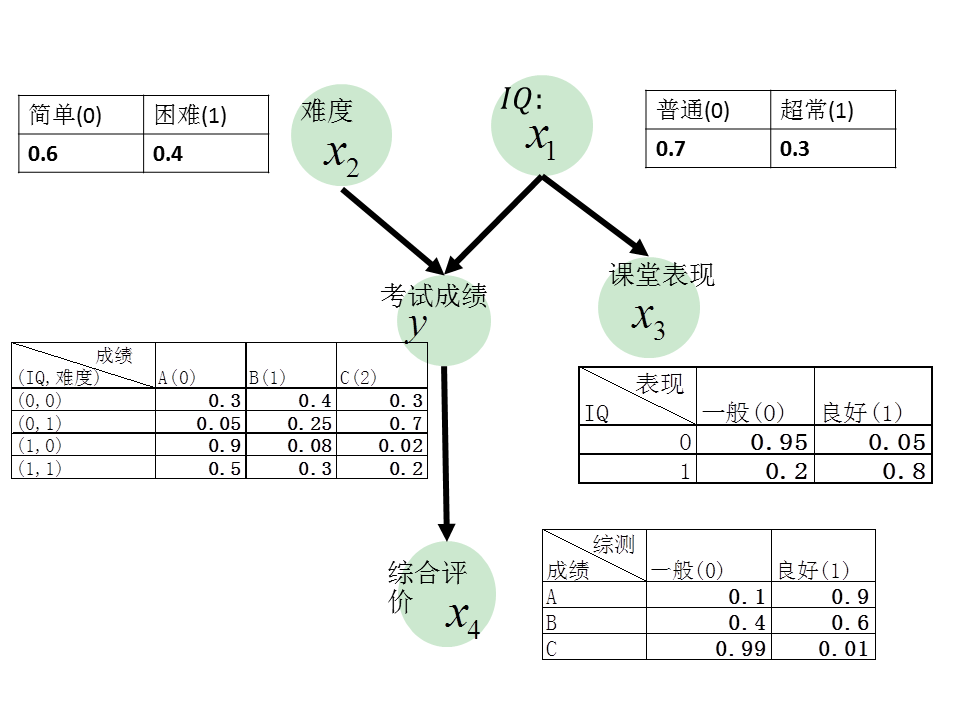 难度
x2
IQ:
x1
简单(0) 困难(1)
0.6 0.4
普通(0) 超常(1)
0.7 0.3
考试成绩
y
课堂表现
x3
成绩
(IQ,难度) A(0) B(1) C(2)
(0,0) 0.3 0.4 0.3
(0,1) 0.05 0.25 0.7
(1,0) 0.9 0.08 0.02
(1,1) 0.5 0.3 0.2
表现
IQ 一般(0) 良好(1)
0 0.95 0.05
1 0.2 0.8
综合评
价
x4
综测
成绩 一般(0) 良好(1)
A 0.1 0.9
B 0.4 0.6
C 0.99 0.01